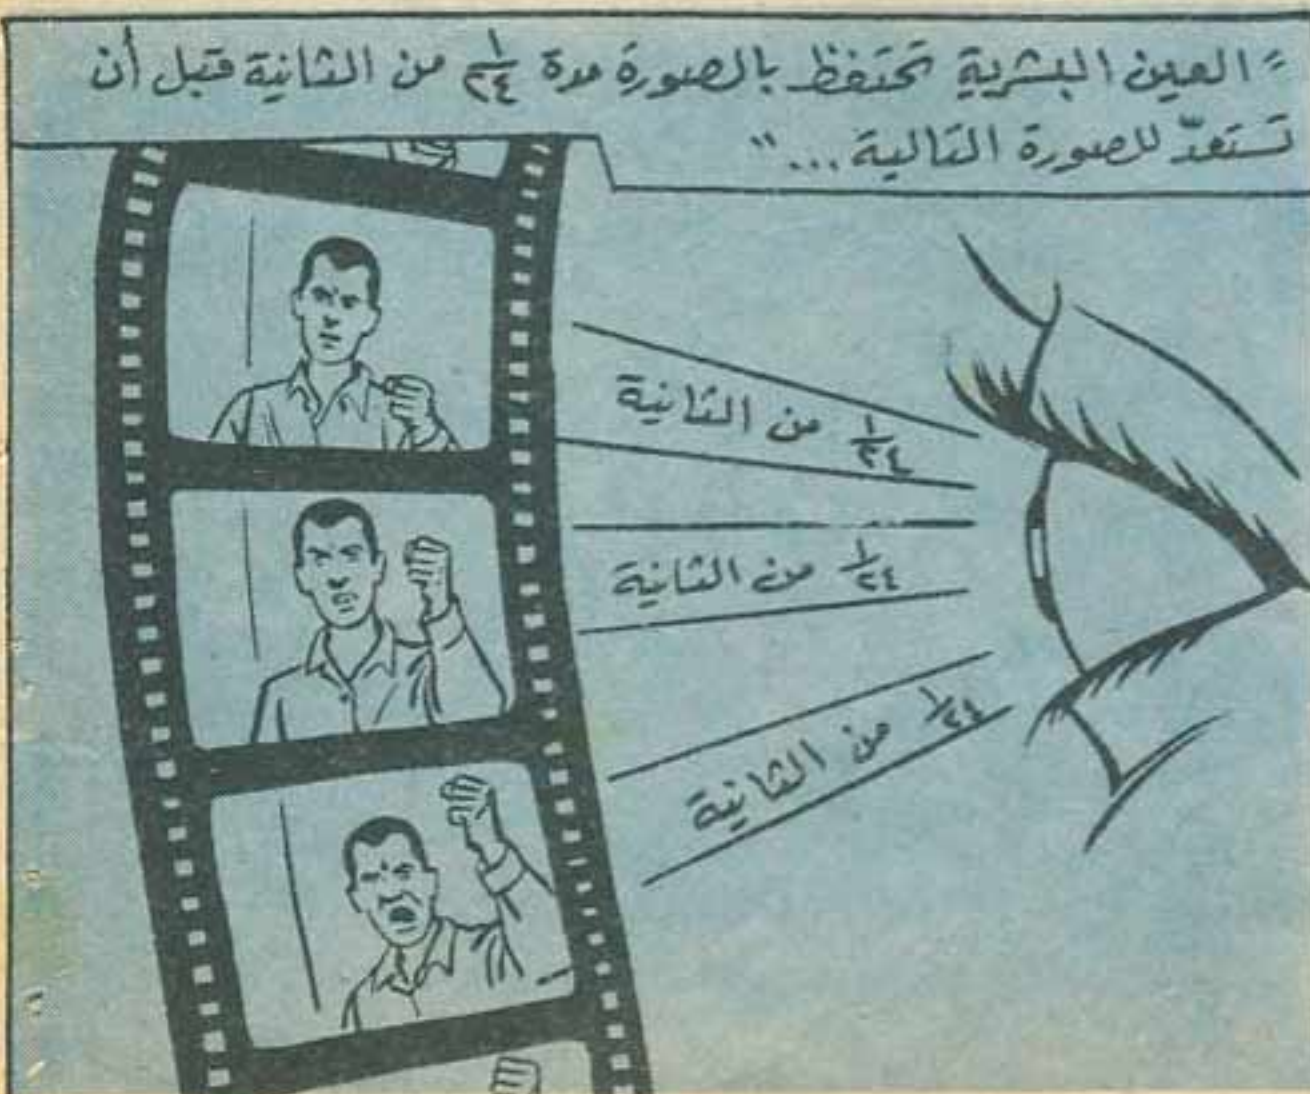 "العين البشرية تحتفظ بالصورة مدة ١/٢٤ من الثانية قبل أن
تستعدّ للصورة التالية..."
١/٢٤ من الثانية
١/٢٤ من الثانية
١/٢٤ من الثانية